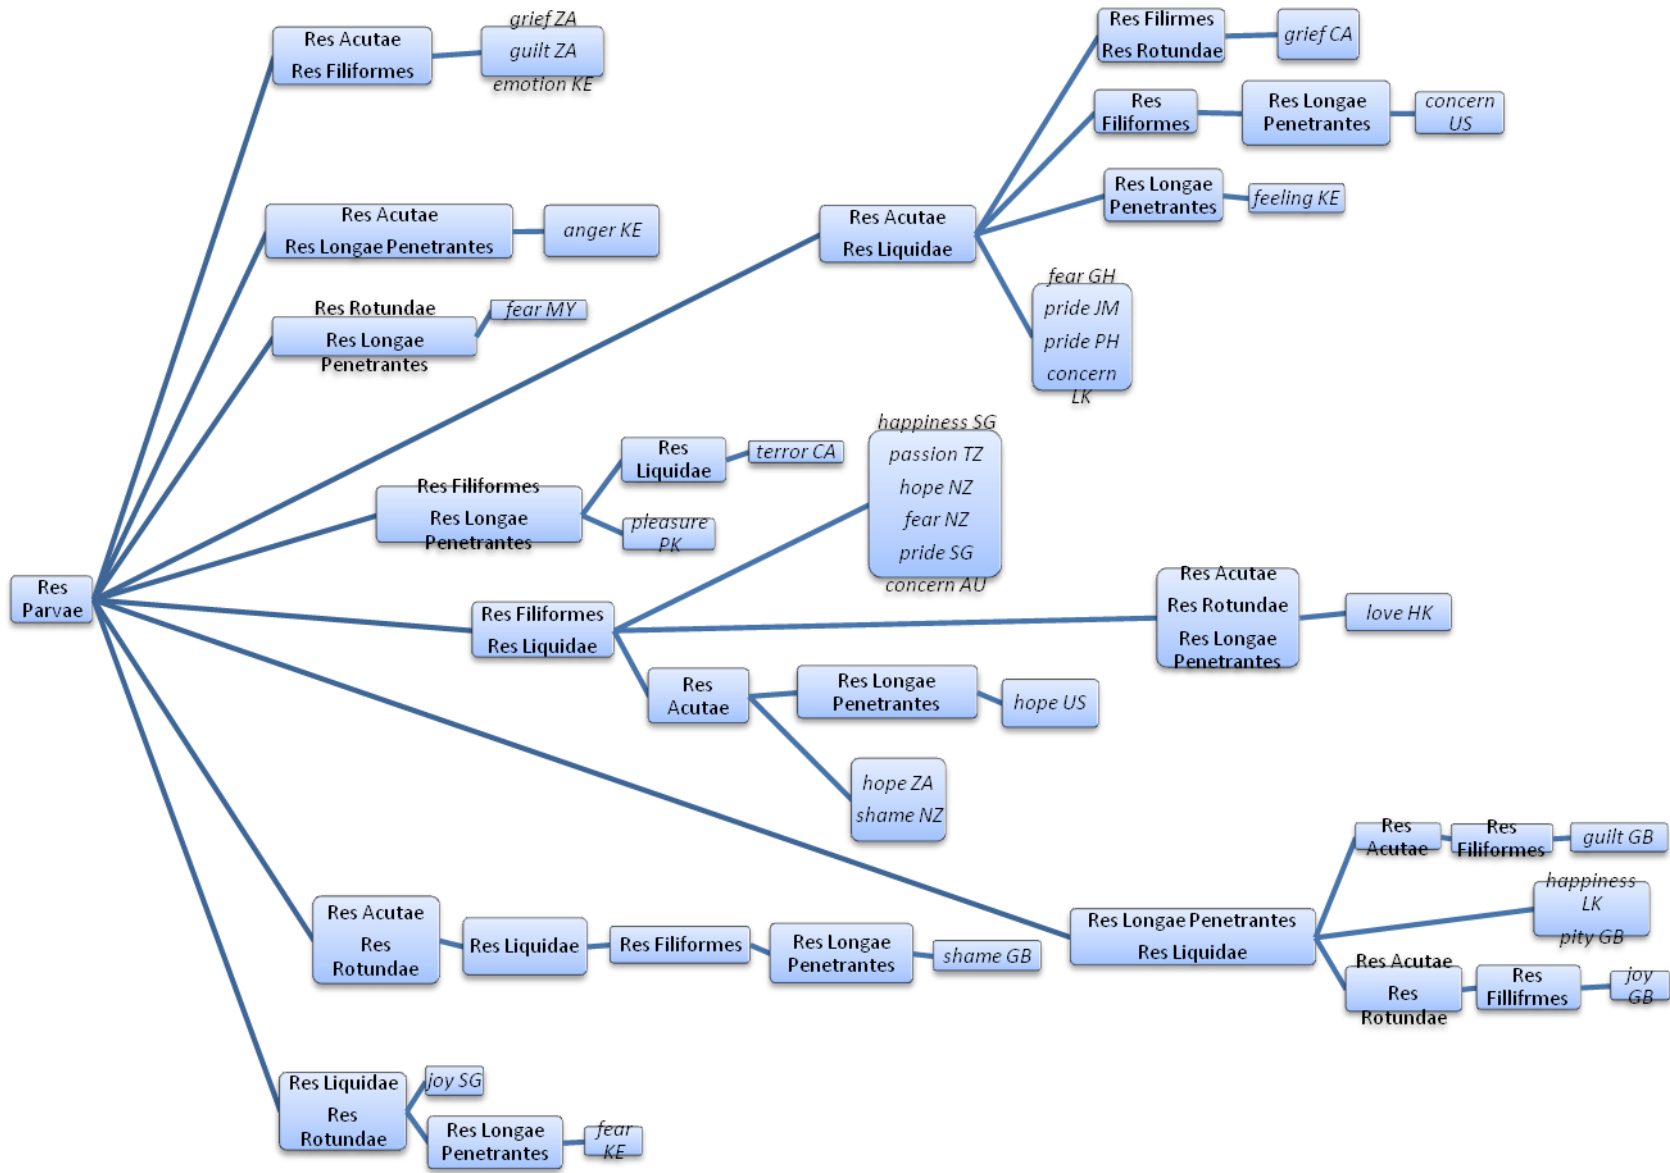 Res
Parvae
Res Acutae
Res Filiformes
grief ZA
guilt ZA
emotion KE
Res Acutae
Res Longae Penetrantes
anger KE
Res Rotundae
Res Longae
Penetrantes
fear MY
Res Acutae
Res Liquidae
Res Filirmes
Res Rotundae
grief CA
Res
Filiformes
Res Longae
Penetrantes
concern
US
Res Longae
Penetrantes
feeling KE
fear GH
pride JM
pride PH
concern
LK
Res Filiformes
Res Longae
Penetrantes
Res
Liquidae
terror CA
pleasure
PK
Res Filiformes
Res Liquidae
happiness SG
passion TZ
hope NZ
fear NZ
pride SG
concern AU
Res Acutae
Res Rotundae
Res Longae
Penetrantes
love HK
Res
Acutae
Res Longae
Penetrantes
hope US
hope ZA
shame NZ
Res Longae Penetrantes
Res Liquidae
Res
Acutae
Res
Filiformes
guilt GB
happiness
LK
pity GB
Res Acutae
Res
Rotundae
Res
Fillifrmes
joy
GB
Res Acutae
Res
Rotundae
Res Liquidae
Res Filiformes
Res Longae
Penetrantes
shame GB
Res Liquidae
Res
Rotundae
joy SG
Res Longae
Penetrantes
fear
KE